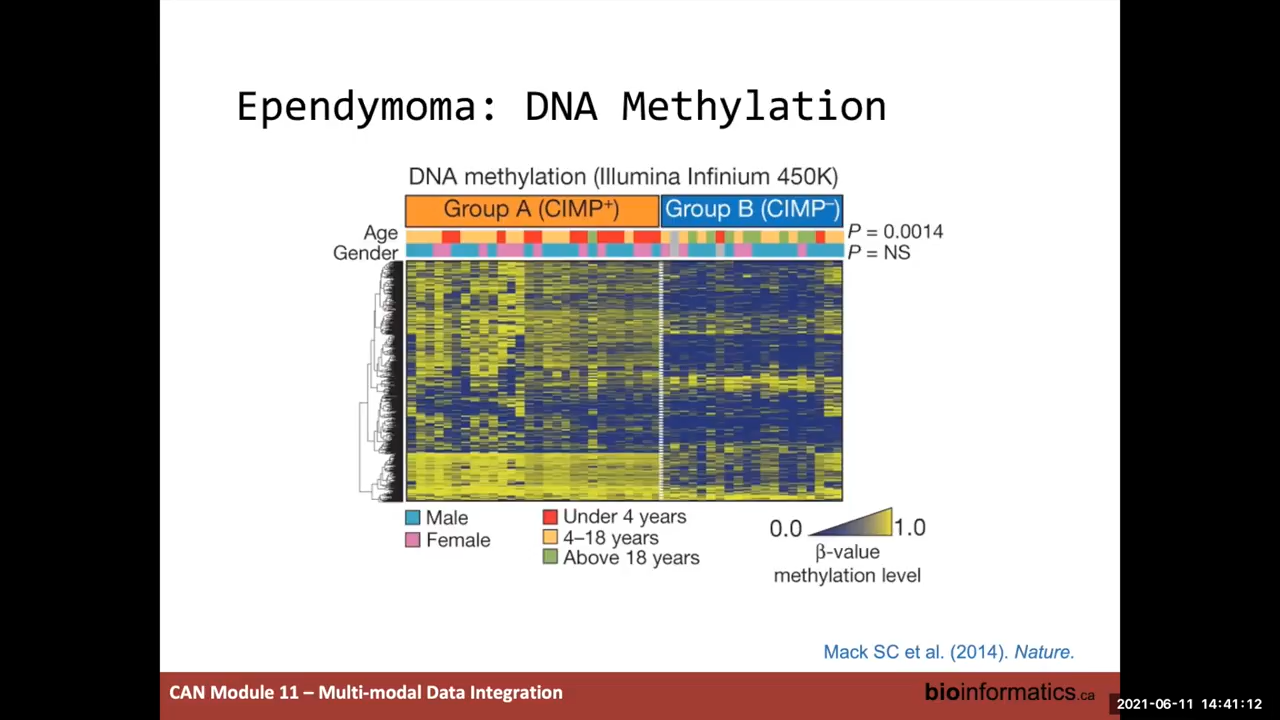 Ependymoma: DNA Methylation
DNA methylation (Illumina Infinium 450K)
Group A (CIMP⁺) Group B (CIMP⁻)
Age P = 0.0014
Gender P = NS
Male
Female
Under 4 years
4–18 years
Above 18 years
0.0 1.0
β-value
methylation level
Mack SC et al. (2014). Nature.
CAN Module 11 – Multi-modal Data Integration
bioinformatics.ca
2021-06-11 14:41:12